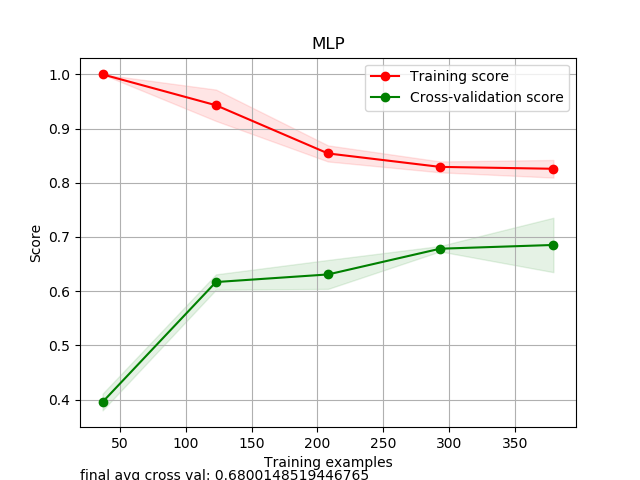 MLP
Training score
Cross-validation score
1.0
0.9
0.8
0.7
0.6
0.5
0.4
Score
50
100
150
200
250
300
350
Training examples
final avg cross val: 0.6800148519446765